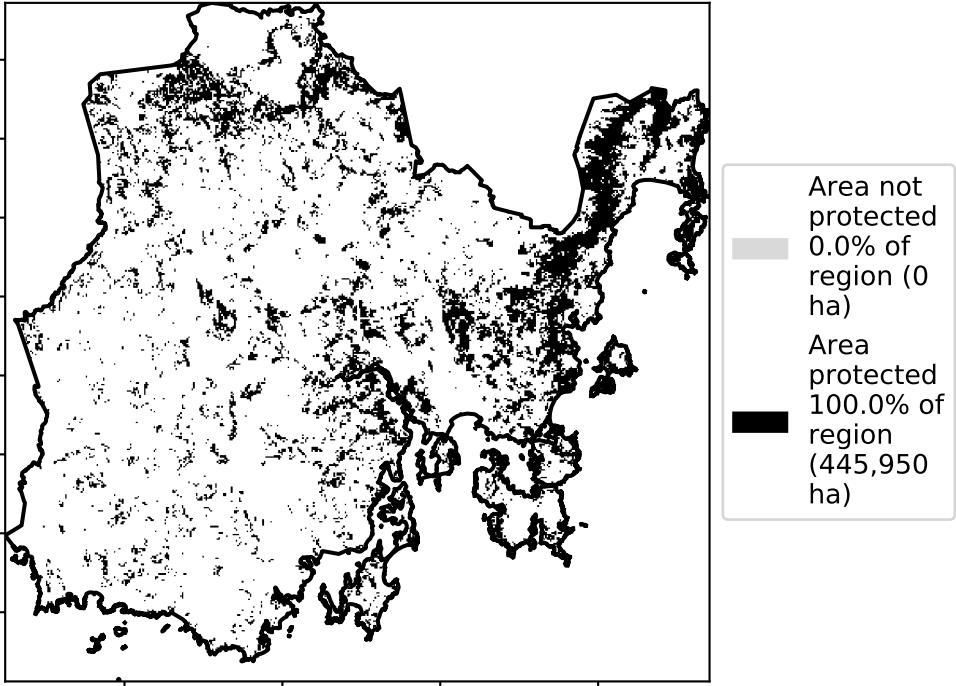 Area not
protected
0.0% of
region (0
ha)
Area
protected
100.0% of
region
(445,950
ha)